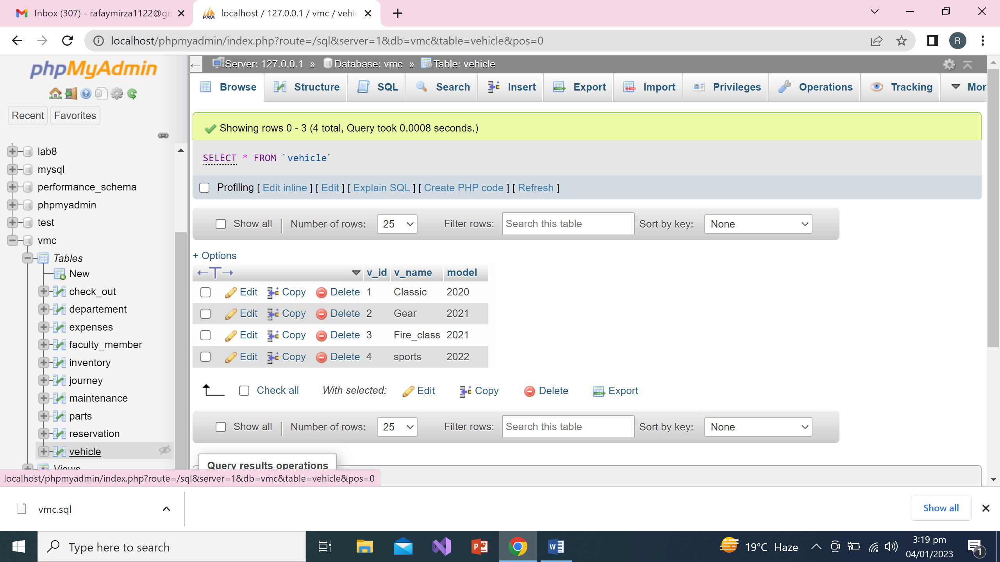 Inbox (307) - rafaymirza1122@gm
localhost / 127.0.0.1 / vmc / vehic
localhost/phpmyadmin/index.php?route=/sql&server=1&db=vmc&table=vehicle&pos=0
R
phpMyAdmin
Recent
Favorites
lab8
mysql
performance_schema
phpmyadmin
test
vmc
Tables
New
check_out
departement
expenses
faculty_member
inventory
journey
maintenance
parts
reservation
vehicle
Views
Server: 127.0.0.1 » Database: vmc » Table: vehicle
Browse Structure SQL Search Insert Export Import Privileges Operations Tracking Mor
Showing rows 0 - 3 (4 total, Query took 0.0008 seconds.)
SELECT * FROM `vehicle`
Profiling [ Edit inline ] [ Edit ] [ Explain SQL ] [ Create PHP code ] [ Refresh ]
Show all | Number of rows: 25 Filter rows: Search this table Sort by key: None
+ Options
←T→ v_id v_name model
Edit Copy Delete 1 Classic 2020
Edit Copy Delete 2 Gear 2021
Edit Copy Delete 3 Fire_class 2021
Edit Copy Delete 4 sports 2022
Check all With selected: Edit Copy Delete Export
Show all | Number of rows: 25 Filter rows: Search this table Sort by key: None
Query results operations
localhost/phpmyadmin/index.php?route=/sql&server=1&db=vmc&table=vehicle&pos=0
vmc.sql
Show all
Type here to search
19°C Haze
3:19 pm
04/01/2023
1